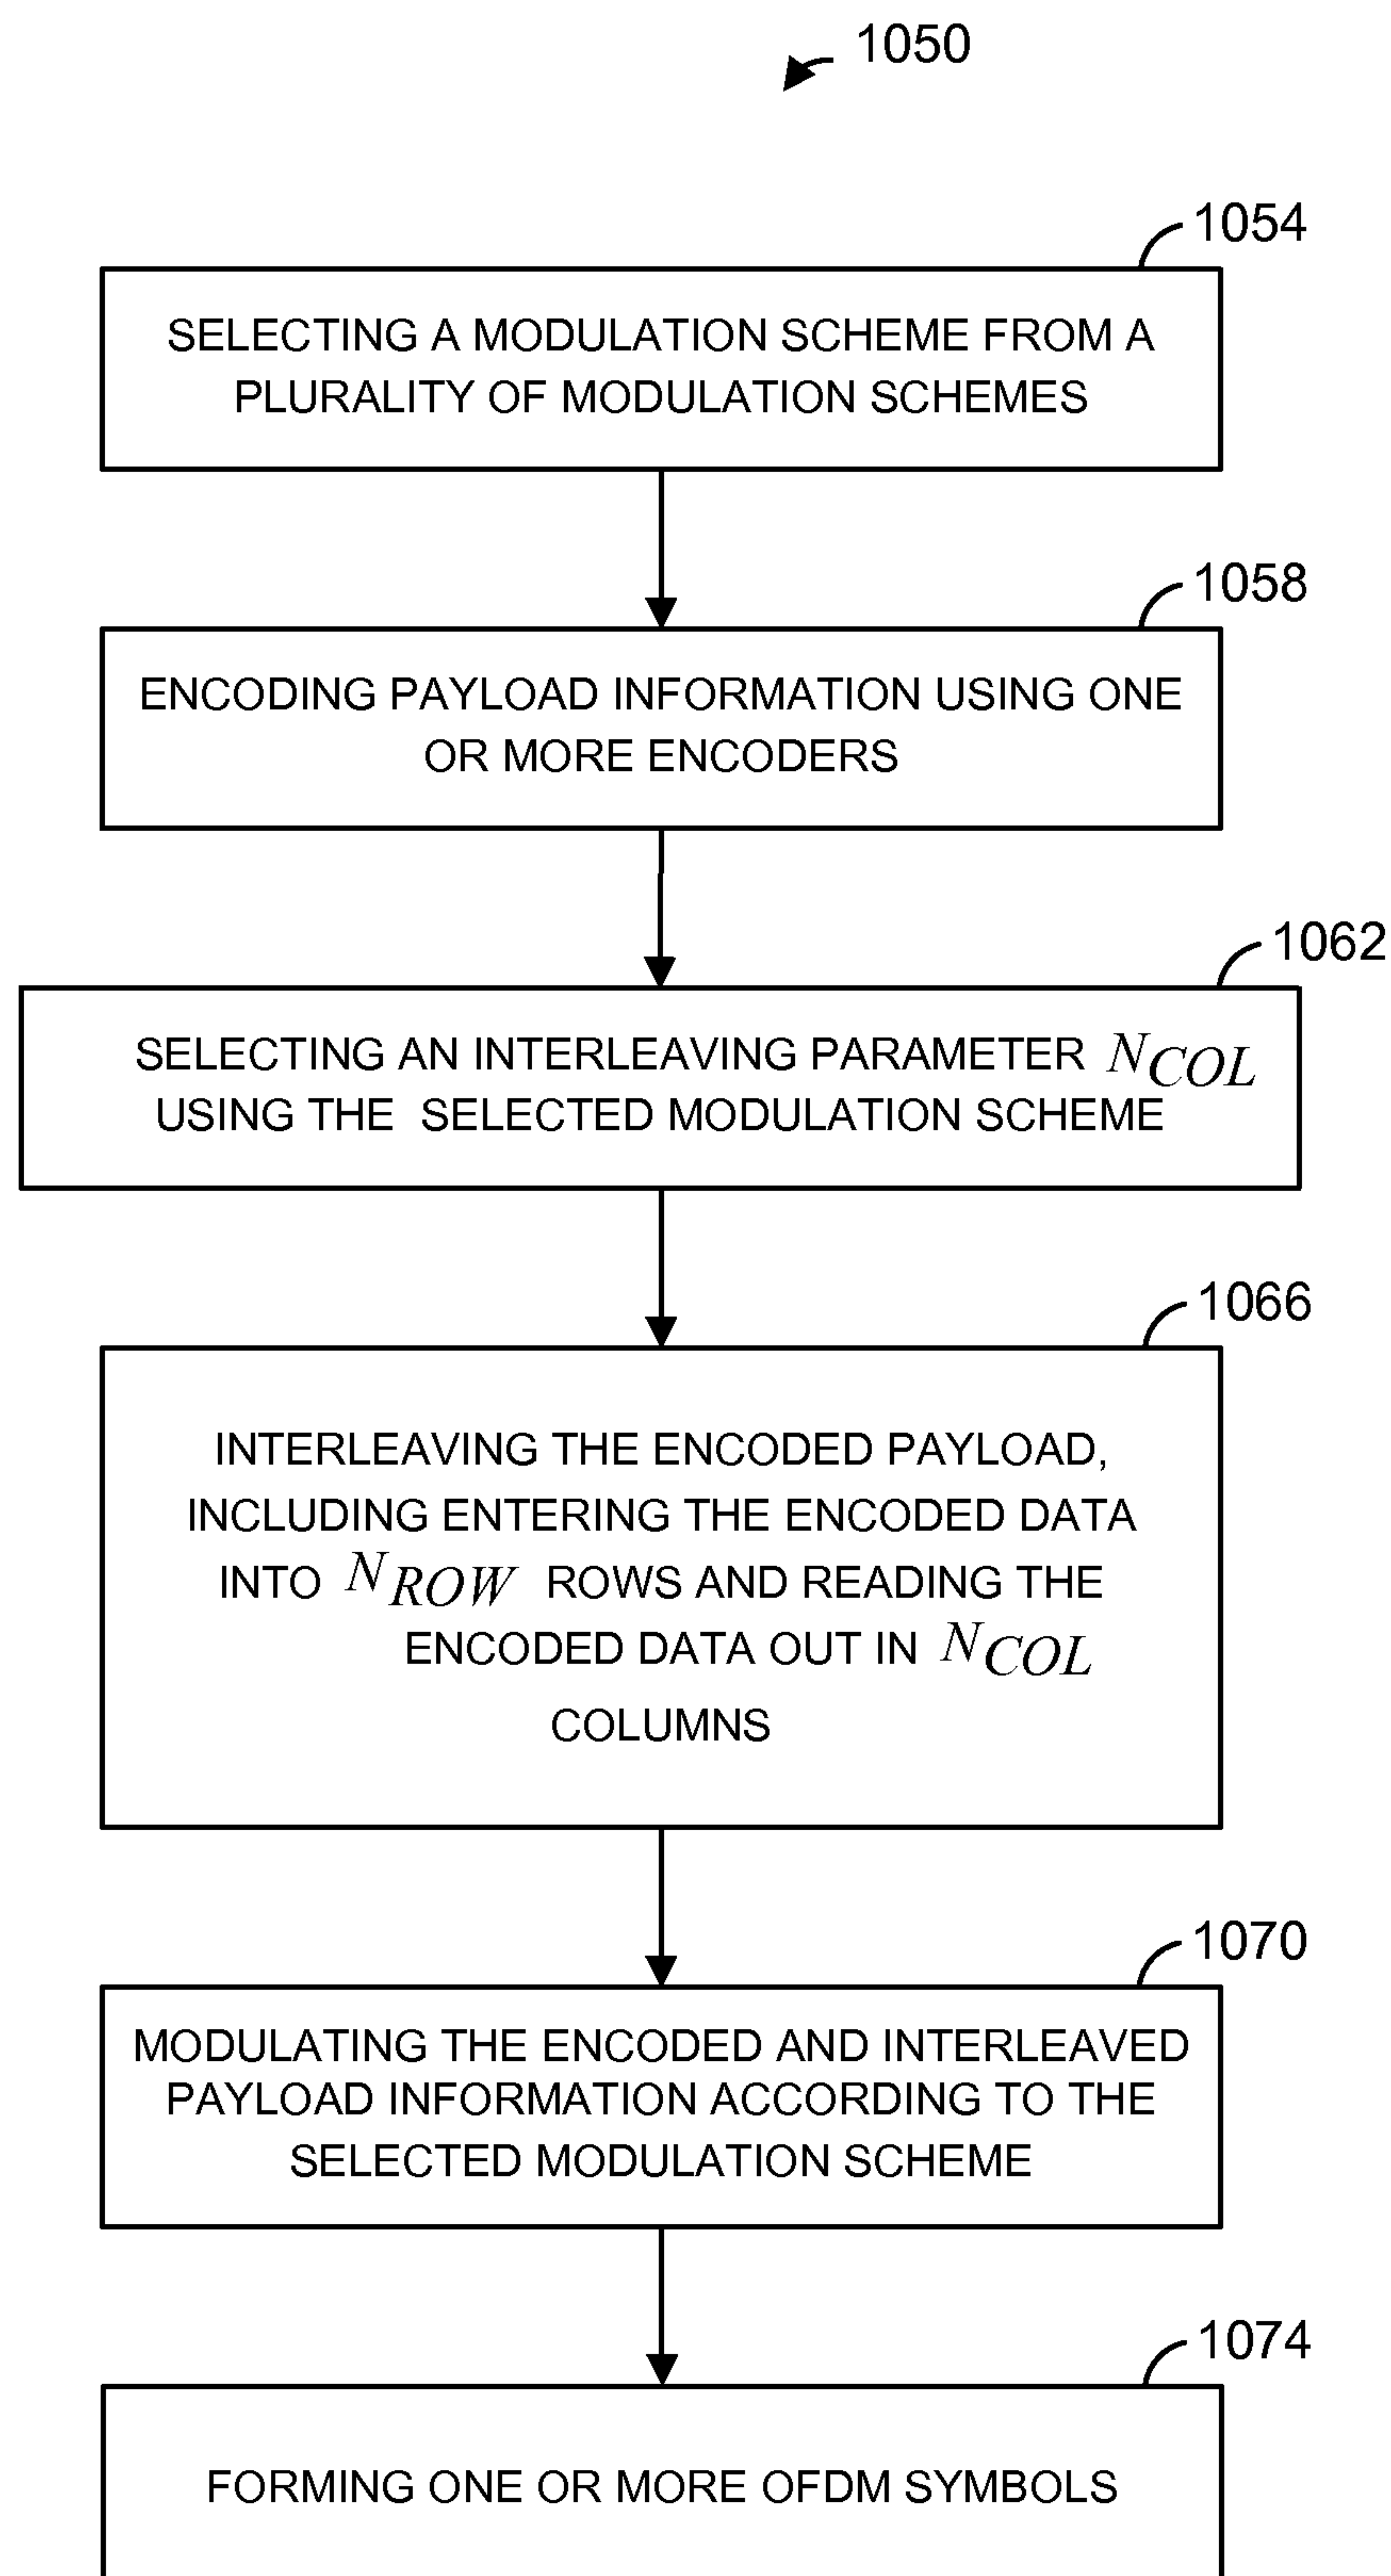 1050
1054
SELECTING A MODULATION SCHEME FROM A
PLURALITY OF MODULATION SCHEMES
1058
ENCODING PAYLOAD INFORMATION USING ONE
OR MORE ENCODERS
1062
SELECTING AN INTERLEAVING PARAMETER N_COL
USING THE SELECTED MODULATION SCHEME
1066
INTERLEAVING THE ENCODED PAYLOAD,
INCLUDING ENTERING THE ENCODED DATA
INTO N_ROW ROWS AND READING THE
ENCODED DATA OUT IN N_COL
COLUMNS
1070
MODULATING THE ENCODED AND INTERLEAVED
PAYLOAD INFORMATION ACCORDING TO THE
SELECTED MODULATION SCHEME
1074
FORMING ONE OR MORE OFDM SYMBOLS